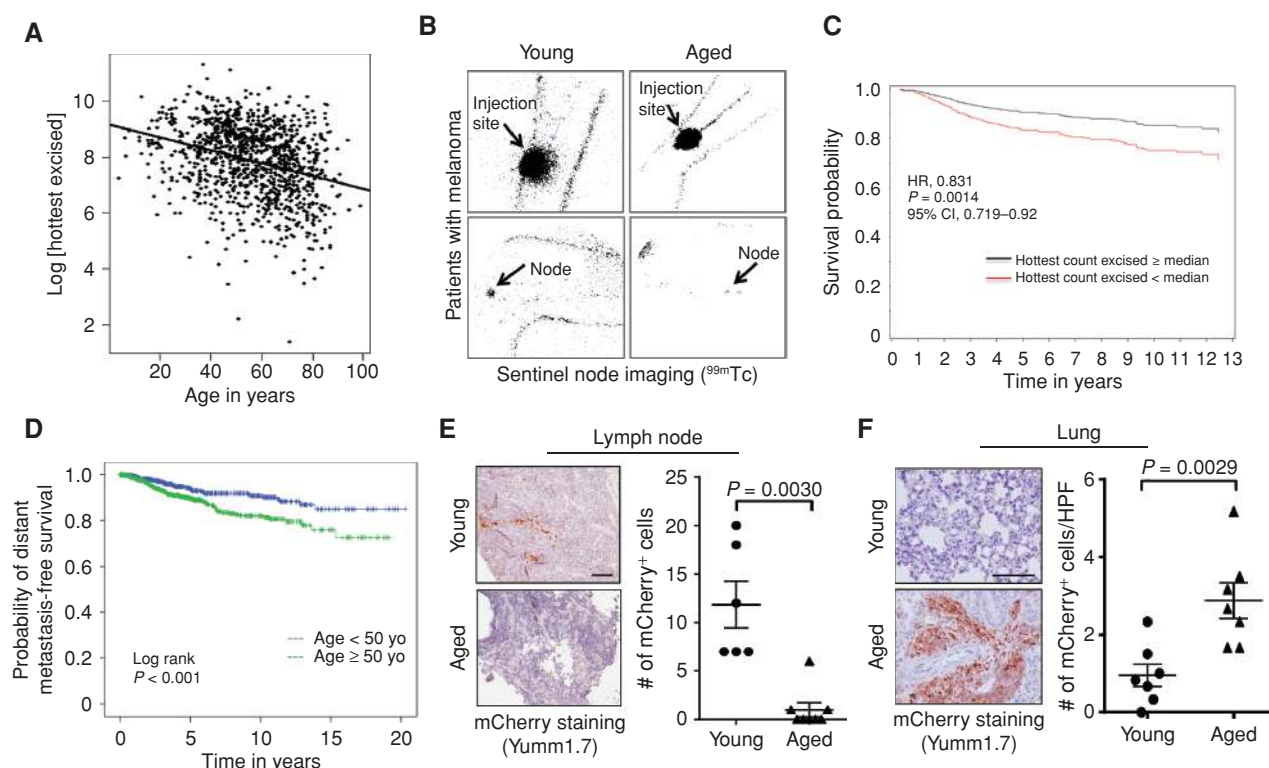 A
Log [hottest excised]
10
8
6
4
2
20
40
60
80
100
Age in years
B
Young
Aged
Patients with melanoma
Injection
site
Injection
site
Node
Node
Sentinel node imaging (⁹⁹ᵐTc)
C
Survival probability
1.0
0.8
0.6
0.4
0.2
0
HR, 0.831
P = 0.0014
95% CI, 0.719–0.92
Hottest count excised ≥ median
Hottest count excised < median
0 1 2 3 4 5 6 7 8 9 10 11 12 13
Time in years
D
Probability of distant
metastasis-free survival
1.0
0.8
0.6
0.4
1.0
0
Log rank
P < 0.001
Age < 50 yo
Age ≥ 50 yo
0 5 10 15 20
Time in years
E
Lymph node
Young
Aged
mCherry staining
(Yumm1.7)
# of mCherry⁺ cells
25
20
15
10
5
0
P = 0.0030
Young
Aged
F
Lung
Young
Aged
mCherry staining
(Yumm1.7)
# of mCherry⁺ cells/HPF
6
4
2
0
P = 0.0029
Young
Aged